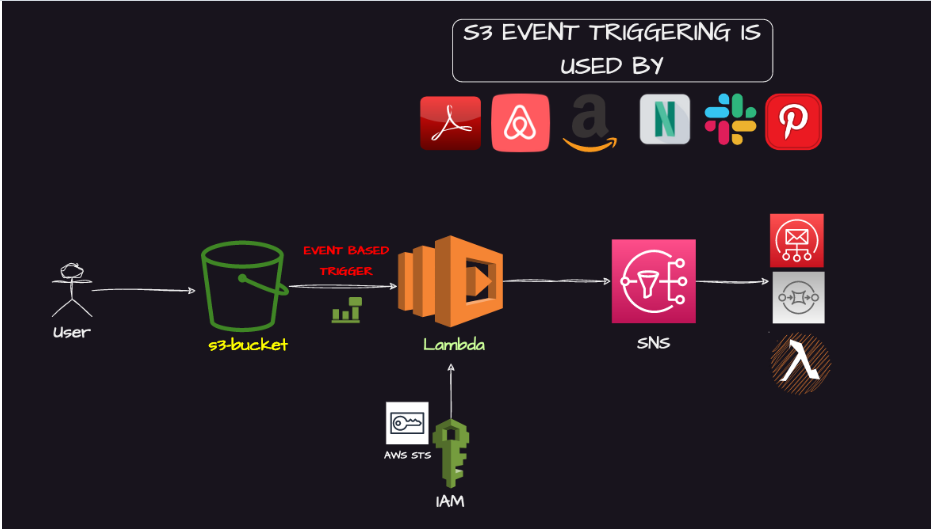 S3 EVENT TRIGGERING IS
USED BY
N
EVENT BASED
TRIGGER
User
s3-bucket
Lambda
SNS
AWS STS
IAM